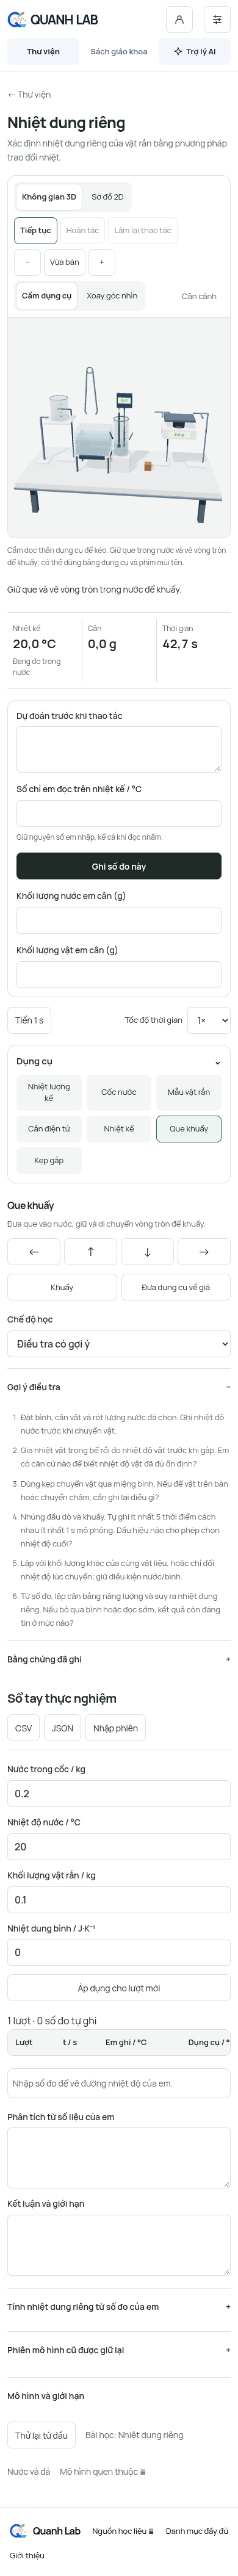 QUANH LAB
Thư viện
Sách giáo khoa
Trợ lý AI
← Thư viện
Nhiệt dung riêng
Xác định nhiệt dung riêng của vật rắn bằng phương pháp
trao đổi nhiệt.
Không gian 3D
Sơ đồ 2D
Tiếp tục
Hoàn tác
Làm lại thao tác
−
Vừa bàn
+
Cầm dụng cụ
Xoay góc nhìn
Cận cảnh
Cầm dọc thân dụng cụ để kéo. Giữ que trong nước và vẽ vòng tròn
để khuấy; có thể dùng bảng dụng cụ và phím mũi tên.
Giữ que và vẽ vòng tròn trong nước để khuấy.
Nhiệt kế
20,0 °C
Đang đo trong
nước
Cân
0,0 g
Thời gian
42,7 s
Dự đoán trước khi thao tác
Số chỉ em đọc trên nhiệt kế / °C
Giữ nguyên số em nhập, kể cả khi đọc nhầm.
Ghi số đo này
Khối lượng nước em cân (g)
Khối lượng vật em cân (g)
Tiến 1 s
Tốc độ thời gian
1×
Dụng cụ
Nhiệt lượng
kế
Cốc nước
Mẫu vật rắn
Cân điện tử
Nhiệt kế
Que khuấy
Kẹp gắp
Que khuấy
Đưa que vào nước, giữ và di chuyển vòng tròn để khuấy.
←
↑
↓
→
Khuấy
Đưa dụng cụ về giá
Chế độ học
Điều tra có gợi ý
Gợi ý điều tra
−
1. Đặt bình, cân vật và rót lượng nước đã chọn. Ghi nhiệt độ
nước trước khi chuyển vật.
2. Gia nhiệt vật trong bể rồi đo nhiệt độ vật trước khi gắp. Em
có căn cứ nào để biết nhiệt độ vật đã đủ ổn định?
3. Dùng kẹp chuyển vật qua miệng bình. Nếu để vật trên bàn
hoặc chuyển chậm, cần ghi lại điều gì?
4. Nhúng đầu dò và khuấy. Tự ghi ít nhất 5 thời điểm cách
nhau ít nhất 1 s mô phỏng. Dấu hiệu nào cho phép chọn
nhiệt độ cuối?
5. Lặp với khối lượng khác của cùng vật liệu, hoặc chỉ đổi
nhiệt độ lúc chuyển; giữ điều kiện nước/bình.
6. Từ số đo, lập cân bằng năng lượng và suy ra nhiệt dung
riêng. Nếu bỏ qua bình hoặc đọc sớm, kết quả còn đáng
tin ở mức nào?
Bằng chứng đã ghi
+
Sổ tay thực nghiệm
CSV
JSON
Nhập phiên
Nước trong cốc / kg
0.2
Nhiệt độ nước / °C
20
Khối lượng vật rắn / kg
0.1
Nhiệt dung bình / J·K⁻¹
0
Áp dụng cho lượt mới
1 lượt · 0 số đo tự ghi
Lượt
t / s
Em ghi / °C
Dụng cụ / °
Nhập số đo để vẽ đường nhiệt độ của em.
Phân tích từ số liệu của em
Kết luận và giới hạn
Tính nhiệt dung riêng từ số đo của em
+
Phiên mô hình cũ được giữ lại
+
Mô hình và giới hạn
Thử lại từ đầu
Bài học: Nhiệt dung riêng
Nước và đá
Mô hình quen thuộc
Quanh Lab
Nguồn học liệu
Danh mục đầy đủ
Giới thiệu